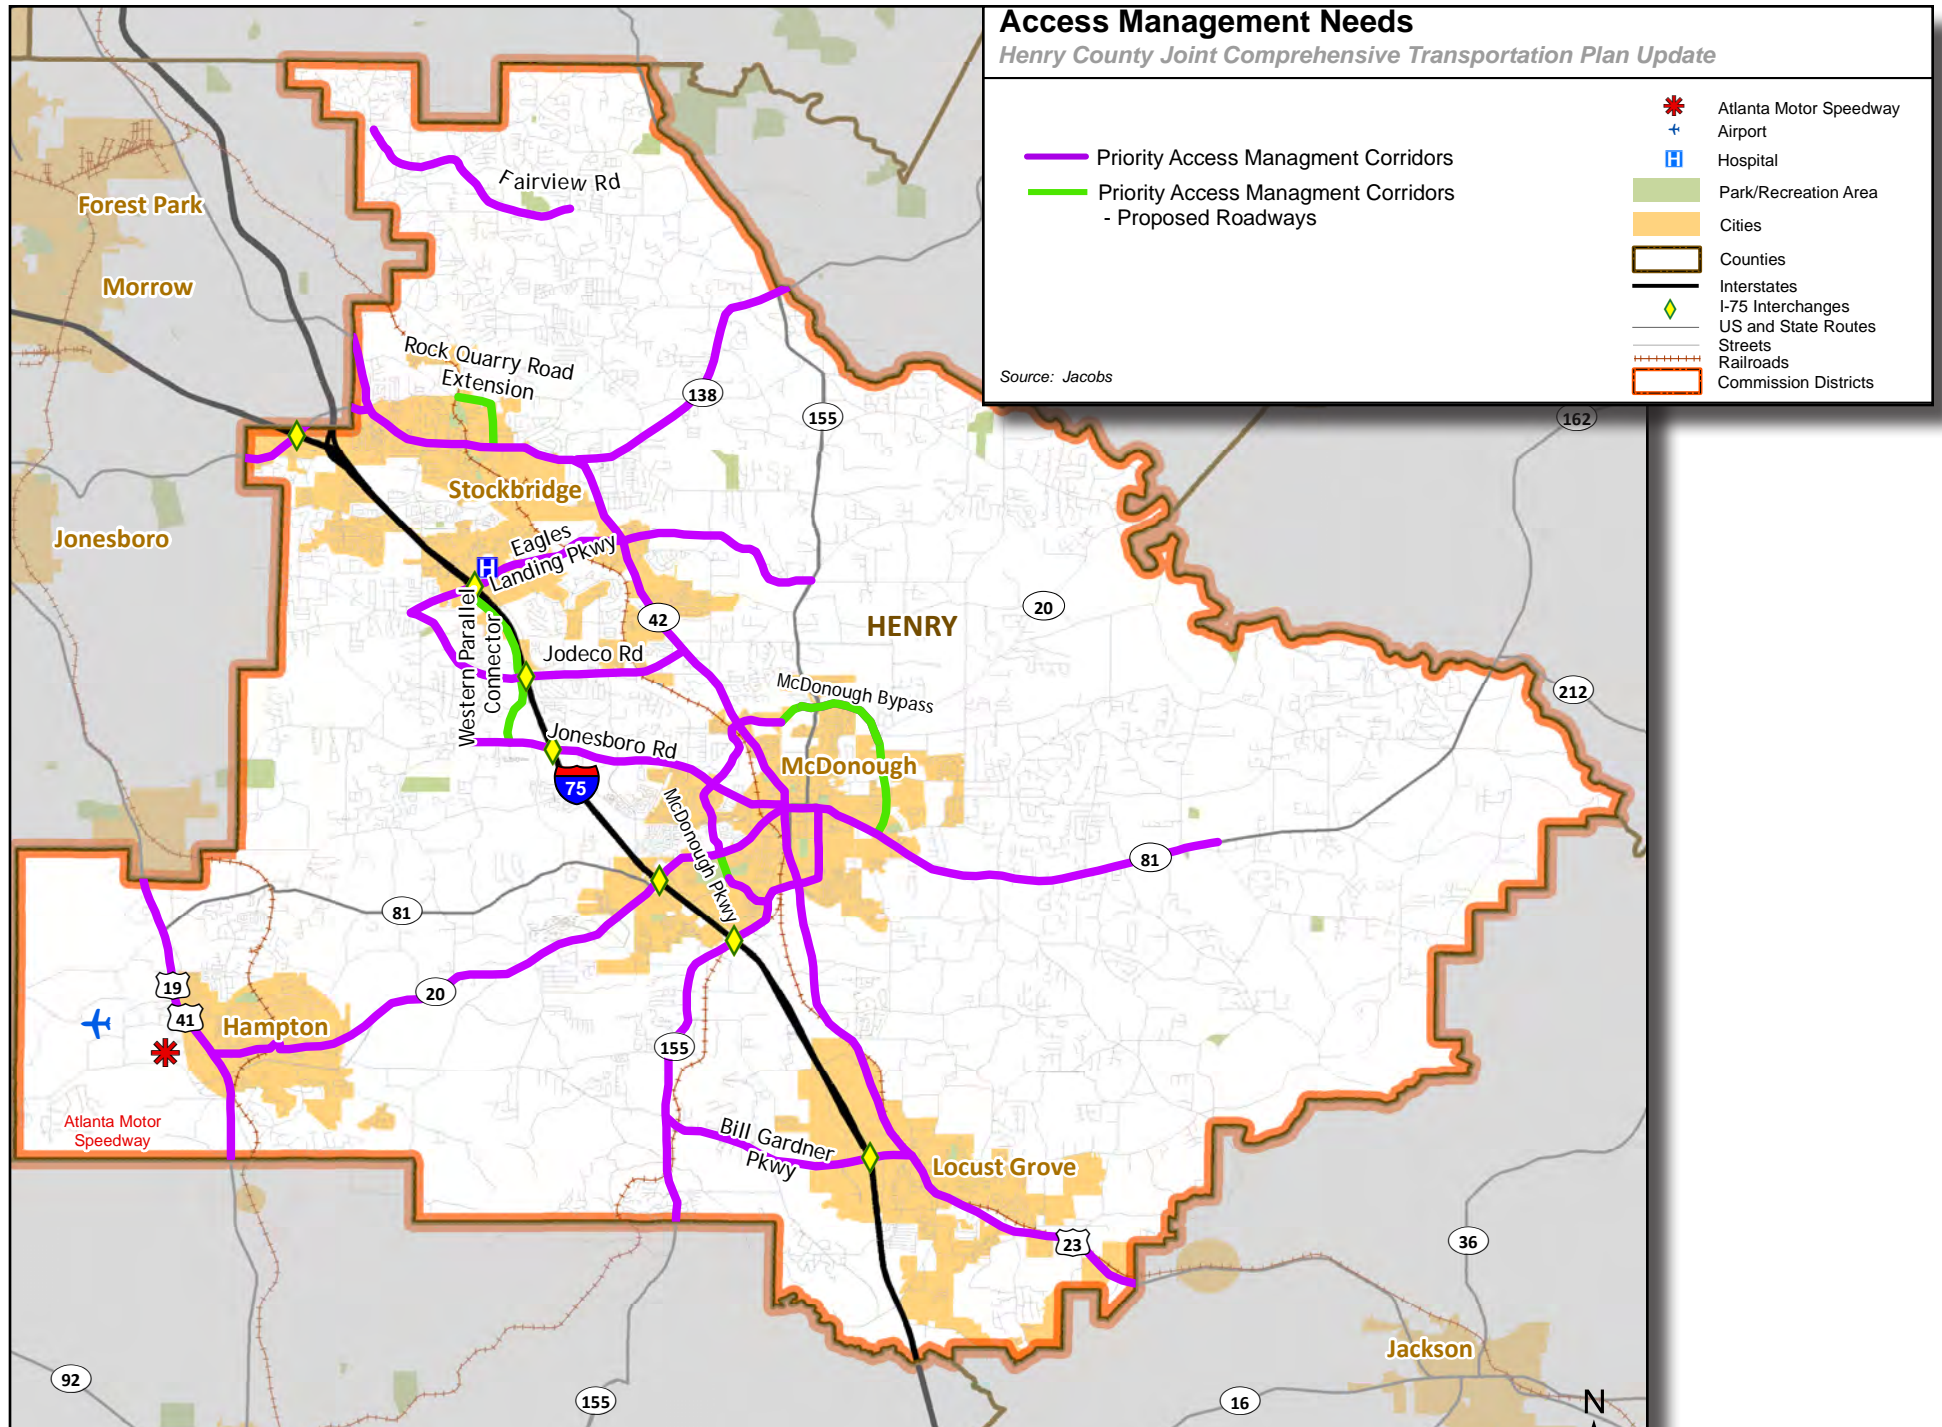 Access Management Needs
Henry County Joint Comprehensive Transportation Plan Update
Priority Access Managment Corridors
Priority Access Managment Corridors
- Proposed Roadways
Source: Jacobs
Atlanta Motor Speedway
Airport
H
Hospital
Park/Recreation Area
Cities
Counties
Interstates
I-75 Interchanges
US and State Routes
Streets
Railroads
Commission Districts
Fairview Rd
Forest Park
Morrow
Rock Quarry Road
Extension
138
155
162
Stockbridge
Jonesboro
Eagles
Landing Pkwy
H
42
HENRY
20
Western Parallel
Connector
Jodeco Rd
McDonough Bypass
212
Jonesboro Rd
McDonough
75
McDonough Pkwy
81
81
19
20
41
Hampton
155
Atlanta Motor
Speedway
Bill Gardner
Pkwy
Locust Grove
23
36
Jackson
92
155
16
N